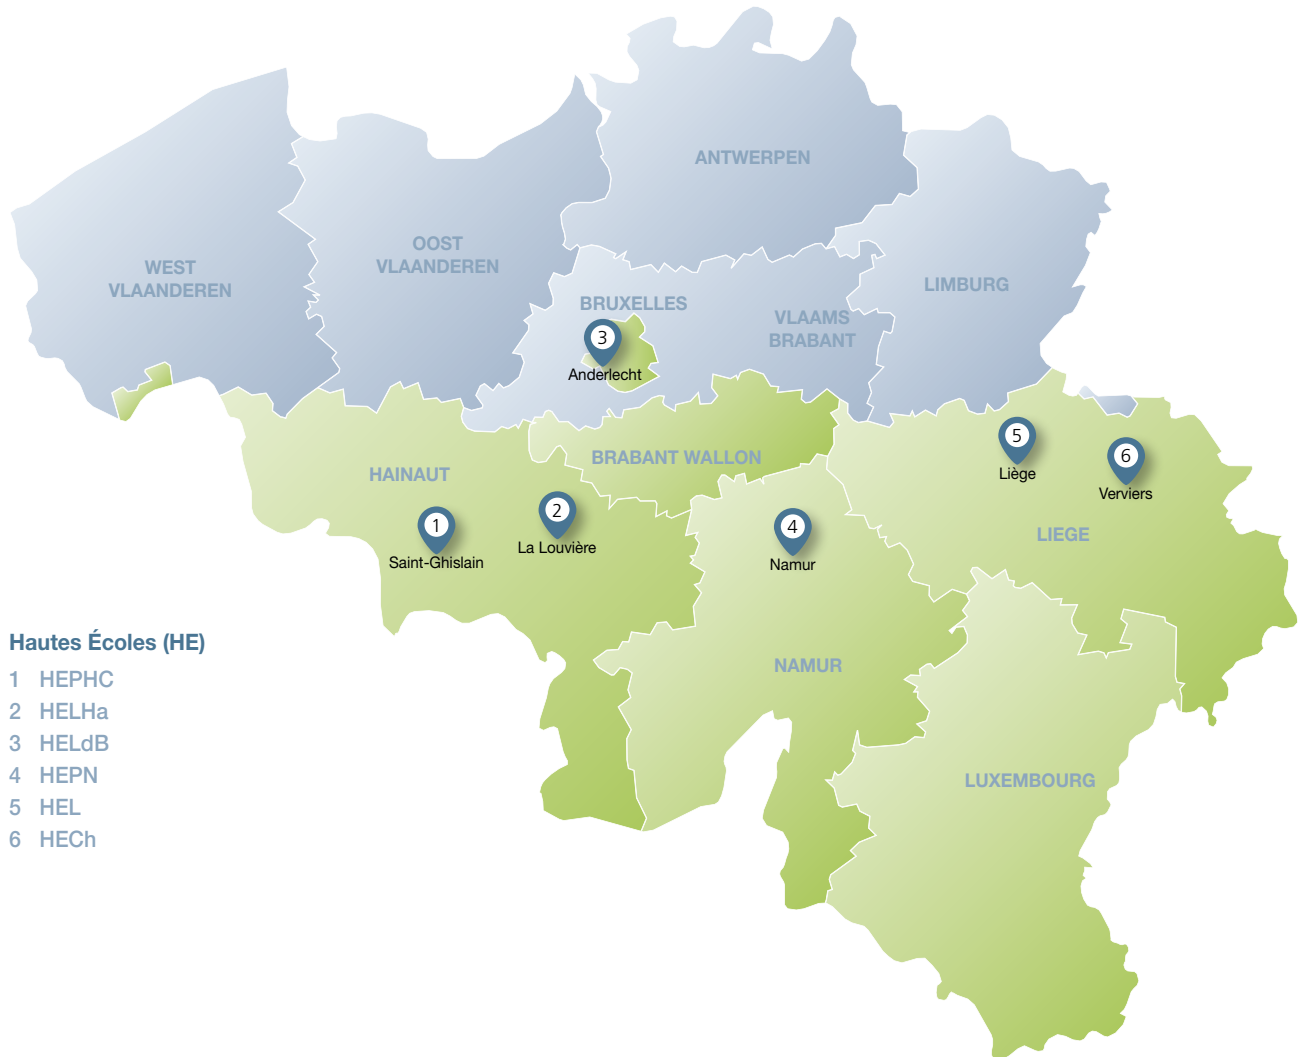 ANTWERPEN
OOST
VLAANDEREN
WEST
VLAANDEREN
LIMBURG
BRUXELLES
VLAAMS
BRABANT
3
Anderlecht
5
Liège
6
Verviers
BRABANT WALLON
HAINAUT
2
La Louvière
1
Saint-Ghislain
4
Namur
LIEGE
NAMUR
LUXEMBOURG
Hautes Écoles (HE)
1 HEPHC
2 HELHa
3 HELdB
4 HEPN
5 HEL
6 HECh